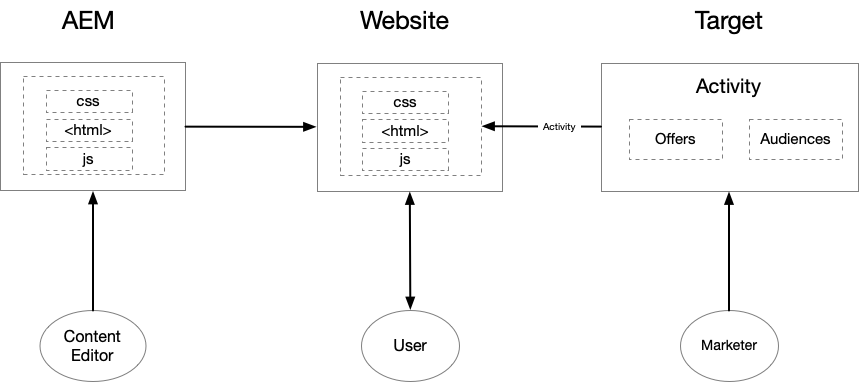 AEM
Website
Target
css
<html>
js
css
<html>
js
Activity
Activity
Offers
Audiences
Content
Editor
User
Marketer